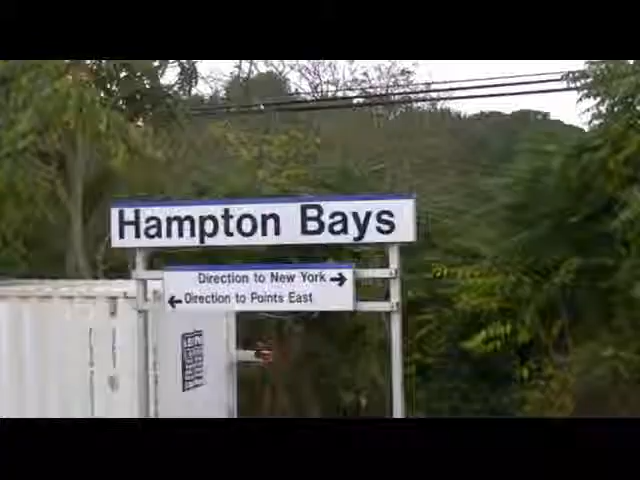 Hampton Bays
Direction to New York →
← Direction to Points East